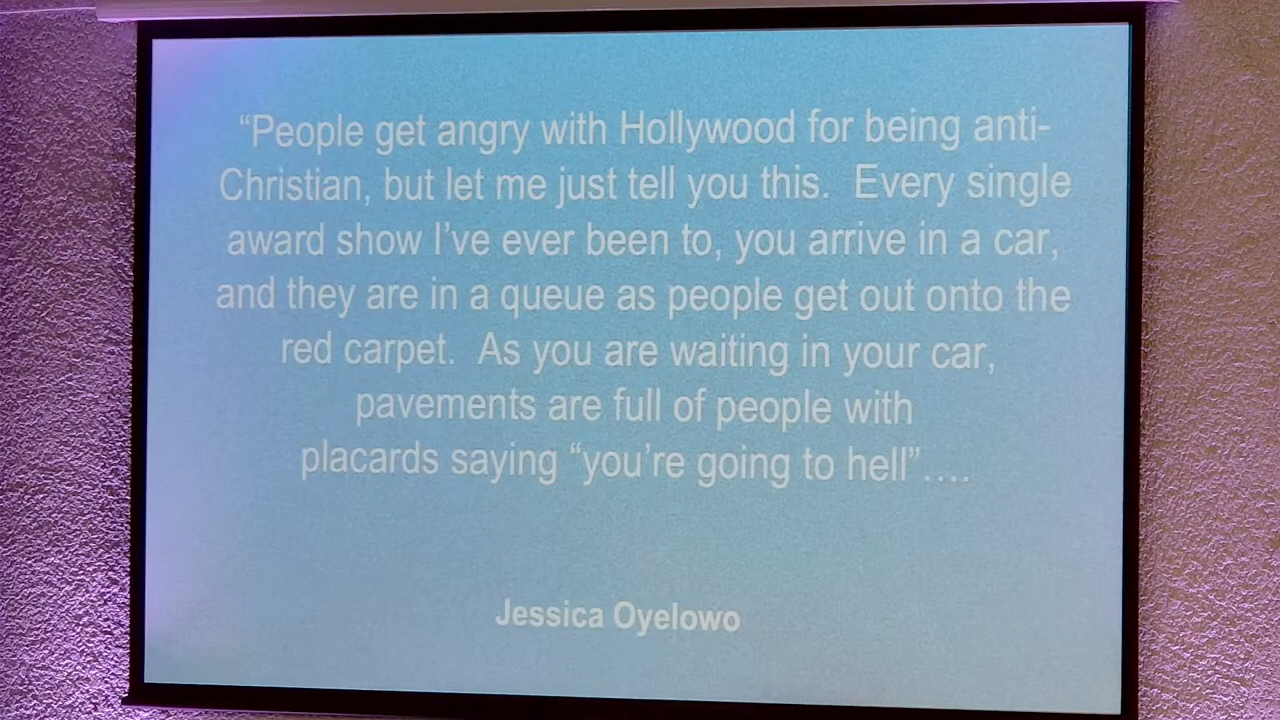 “People get angry with Hollywood for being anti-
Christian, but let me just tell you this.  Every single
award show I’ve ever been to, you arrive in a car,
and they are in a queue as people get out onto the
red carpet.  As you are waiting in your car,
pavements are full of people with
placards saying “you’re going to hell”….
Jessica Oyelowo